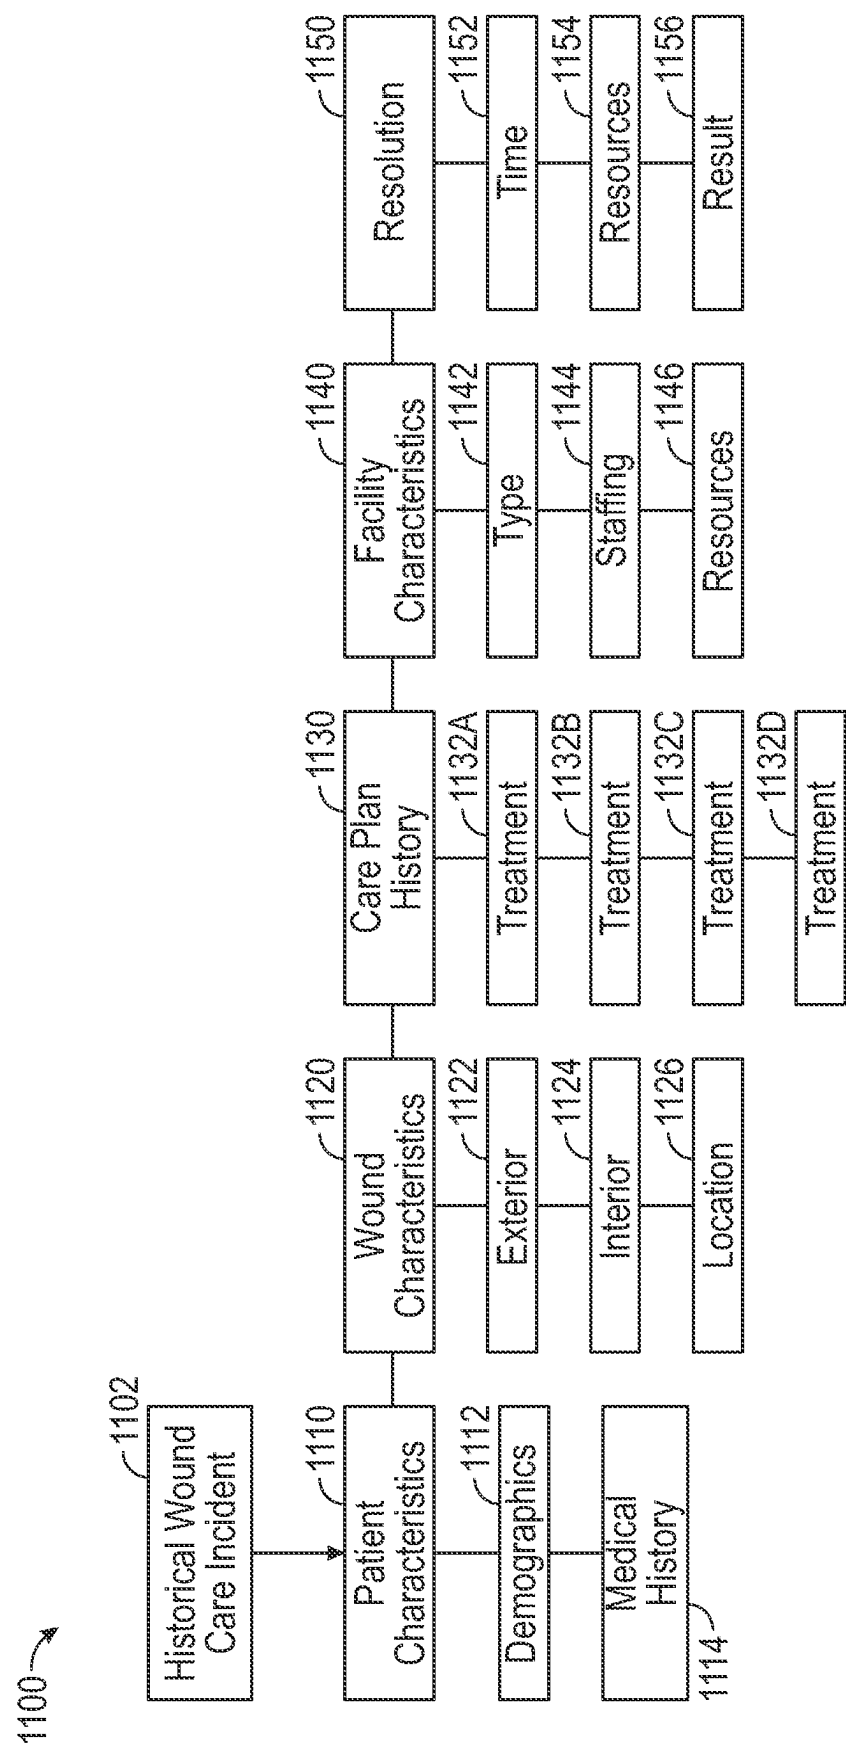 1100
Historical Wound
Care Incident
1102
Patient
Characteristics
1110
Demographics
1112
Medical
History
1114
Wound
Characteristics
1120
Exterior
1122
Interior
1124
Location
1126
Care Plan
History
1130
Treatment
1132A
Treatment
1132B
Treatment
1132C
Treatment
1132D
Facility
Characteristics
1140
Type
1142
Staffing
1144
Resources
1146
Resolution
1150
Time
1152
Resources
1154
Result
1156